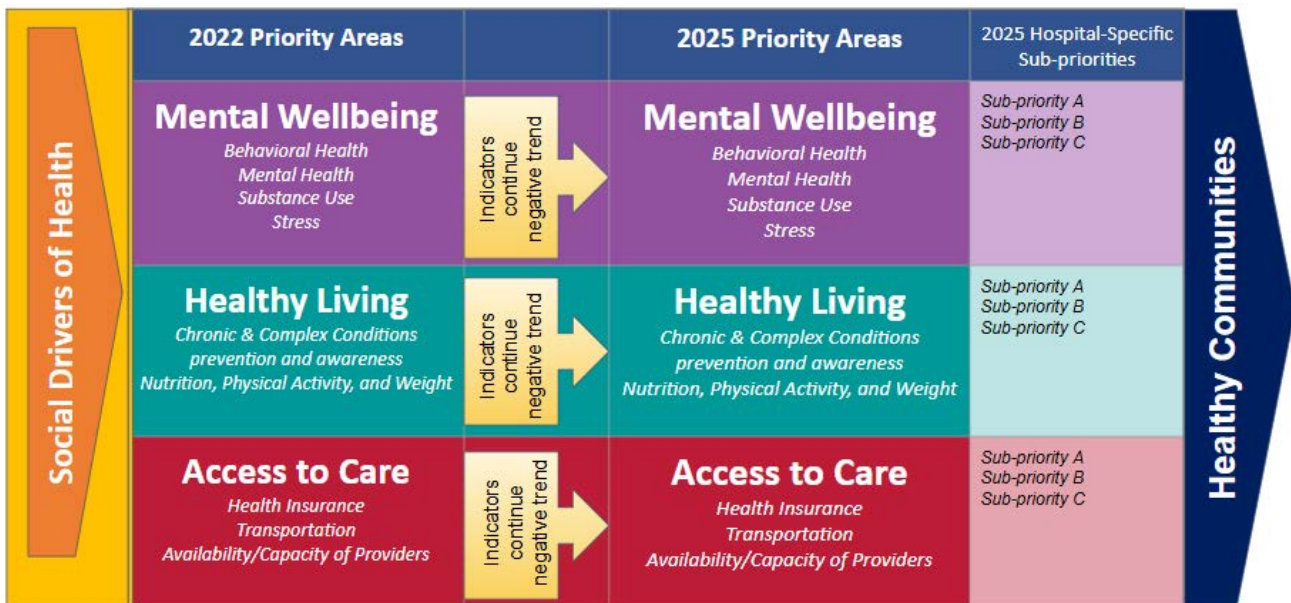 Social Drivers of Health
2022 Priority Areas
2025 Priority Areas
2025 Hospital-Specific
Sub-priorities
Mental Wellbeing
Behavioral Health
Mental Health
Substance Use
Stress
Indicators
continue
negative trend
Mental Wellbeing
Behavioral Health
Mental Health
Substance Use
Stress
Sub-priority A
Sub-priority B
Sub-priority C
Healthy Living
Chronic & Complex Conditions
prevention and awareness
Nutrition, Physical Activity, and Weight
Indicators
continue
negative trend
Healthy Living
Chronic & Complex Conditions
prevention and awareness
Nutrition, Physical Activity, and Weight
Sub-priority A
Sub-priority B
Sub-priority C
Access to Care
Health Insurance
Transportation
Availability/Capacity of Providers
Indicators
continue
negative trend
Access to Care
Health Insurance
Transportation
Availability/Capacity of Providers
Sub-priority A
Sub-priority B
Sub-priority C
Healthy Communities